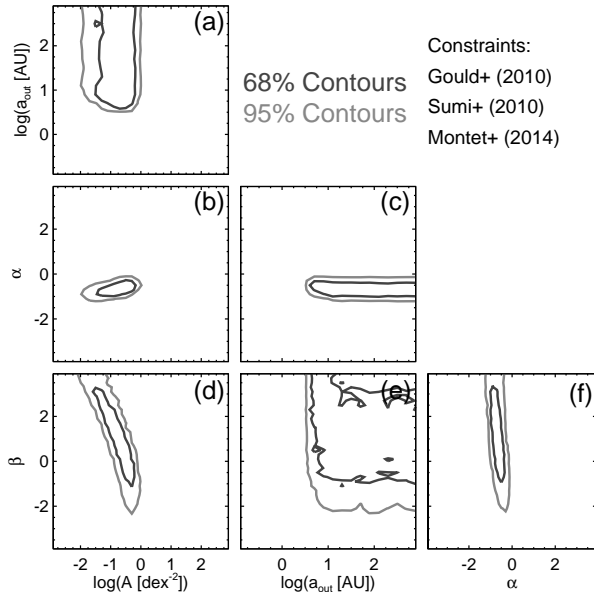 (a)
2
1
0
log(a_out [AU])
68% Contours
95% Contours
Constraints:
Gould+ (2010)
Sumi+ (2010)
Montet+ (2014)
(b)
2
0
-2
α
(c)
(d)
2
0
-2
β
-2 -1 0 1 2
log(A [dex^-2])
(e)
0 1 2
log(a_out [AU])
(f)
-2 0 2
α